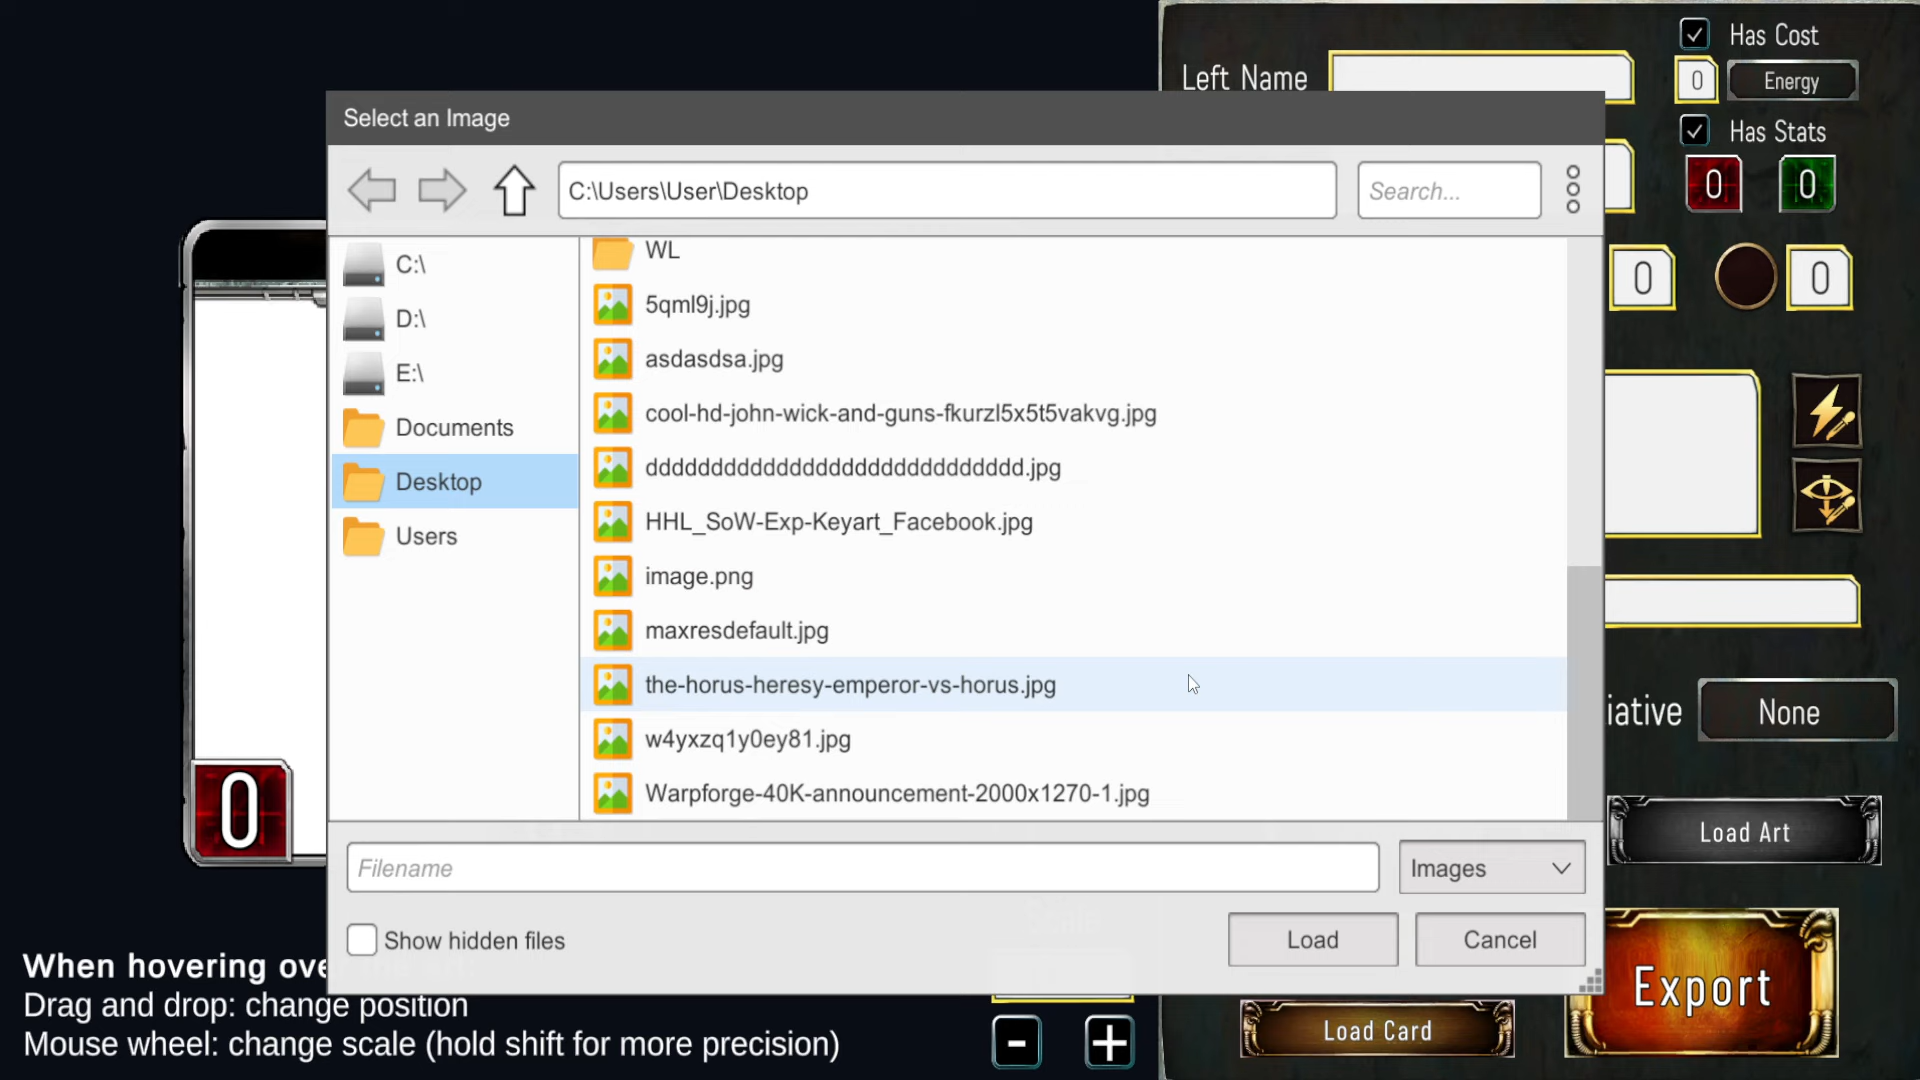 Has Cost
Left Name
0
Energy
Select an Image
Has Stats
C:\Users\User\Desktop
Search...
0
0
C:\
WL
D:\
5qml9j.jpg
0
0
E:\
asdasdsa.jpg
Documents
cool-hd-john-wick-and-guns-fkurzl5x5t5vakvg.jpg
Desktop
ddddddddddddddddddddddddddddd.jpg
Users
HHL_SoW-Exp-Keyart_Facebook.jpg
image.png
maxresdefault.jpg
the-horus-heresy-emperor-vs-horus.jpg
iative
None
w4yxzq1y0ey81.jpg
Warpforge-40K-announcement-2000x1270-1.jpg
0
Load Art
Filename
Images
Show hidden files
Load
Cancel
When hovering ove
Drag and drop: change position
Mouse wheel: change scale (hold shift for more precision)
-
+
Load Card
Export